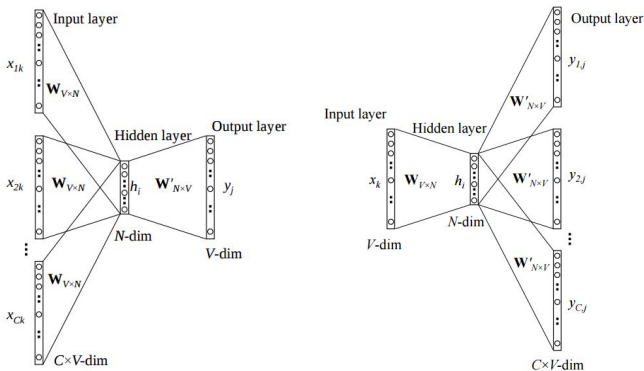 Input layer
x1k
WV×N
Hidden layer
Output layer
x2k
WV×N
hi
W'N×V
yj
N-dim
V-dim
WV×N
xCk
C×V-dim
Output layer
y1,j
W'N×V
Input layer
Hidden layer
xk
WV×N
hi
W'N×V
y2,j
N-dim
V-dim
W'N×V
yC,j
C×V-dim